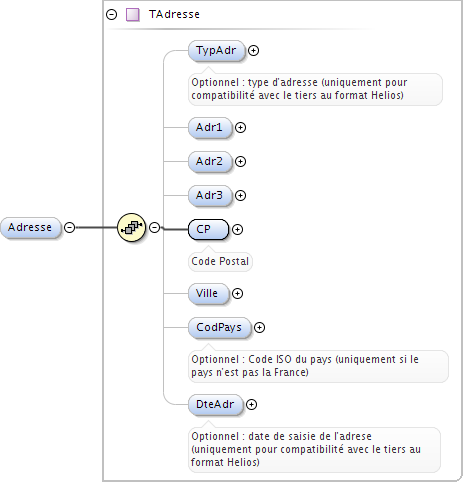 TAdresse
TypAdr
Optionnel : type d'adresse (uniquement pour
compatibilité avec le tiers au format Helios)
Adr1
Adr2
Adr3
Adresse
CP
Code Postal
Ville
CodPays
Optionnel : Code ISO du pays (uniquement si le
pays n'est pas la France)
DteAdr
Optionnel : date de saisie de l'adrese
(uniquement pour compatibilité avec le tiers au
format Helios)